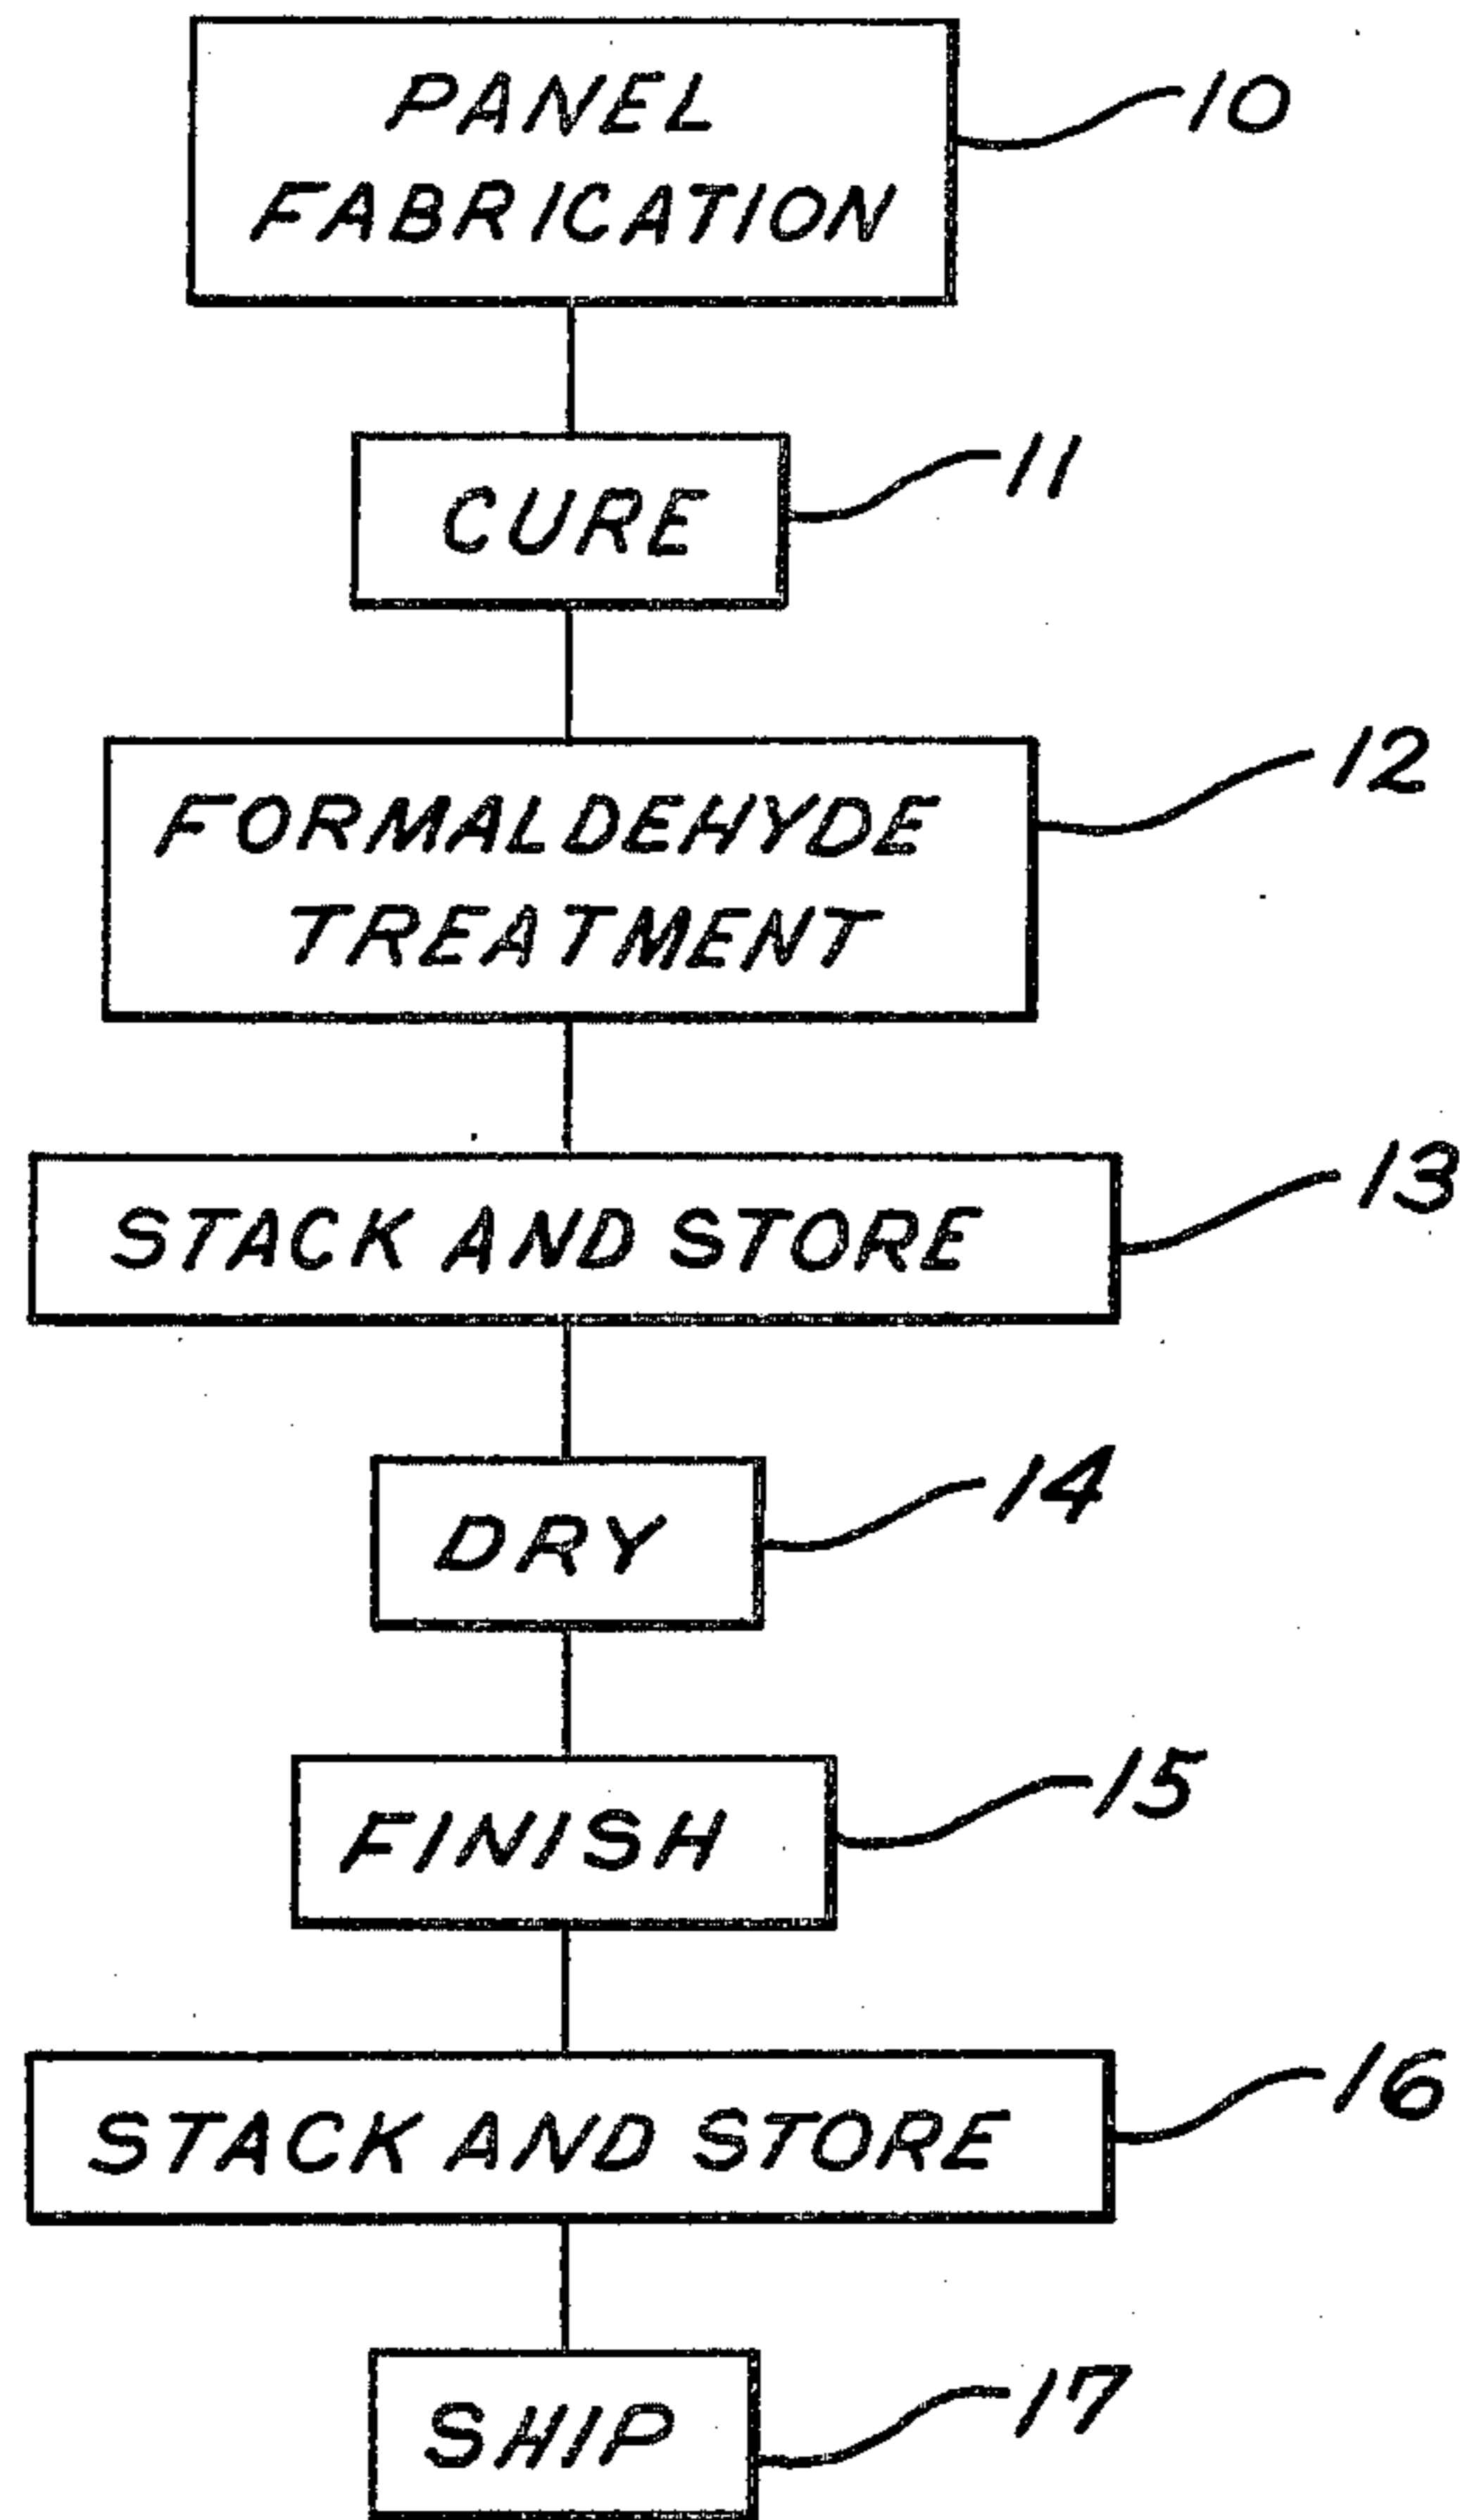 PANEL
FABRICATION
10
CURE
11
FORMALDEHYDE
TREATMENT
12
STACK AND STORE
13
DRY
14
FINISH
15
STACK AND STORE
16
SHIP
17